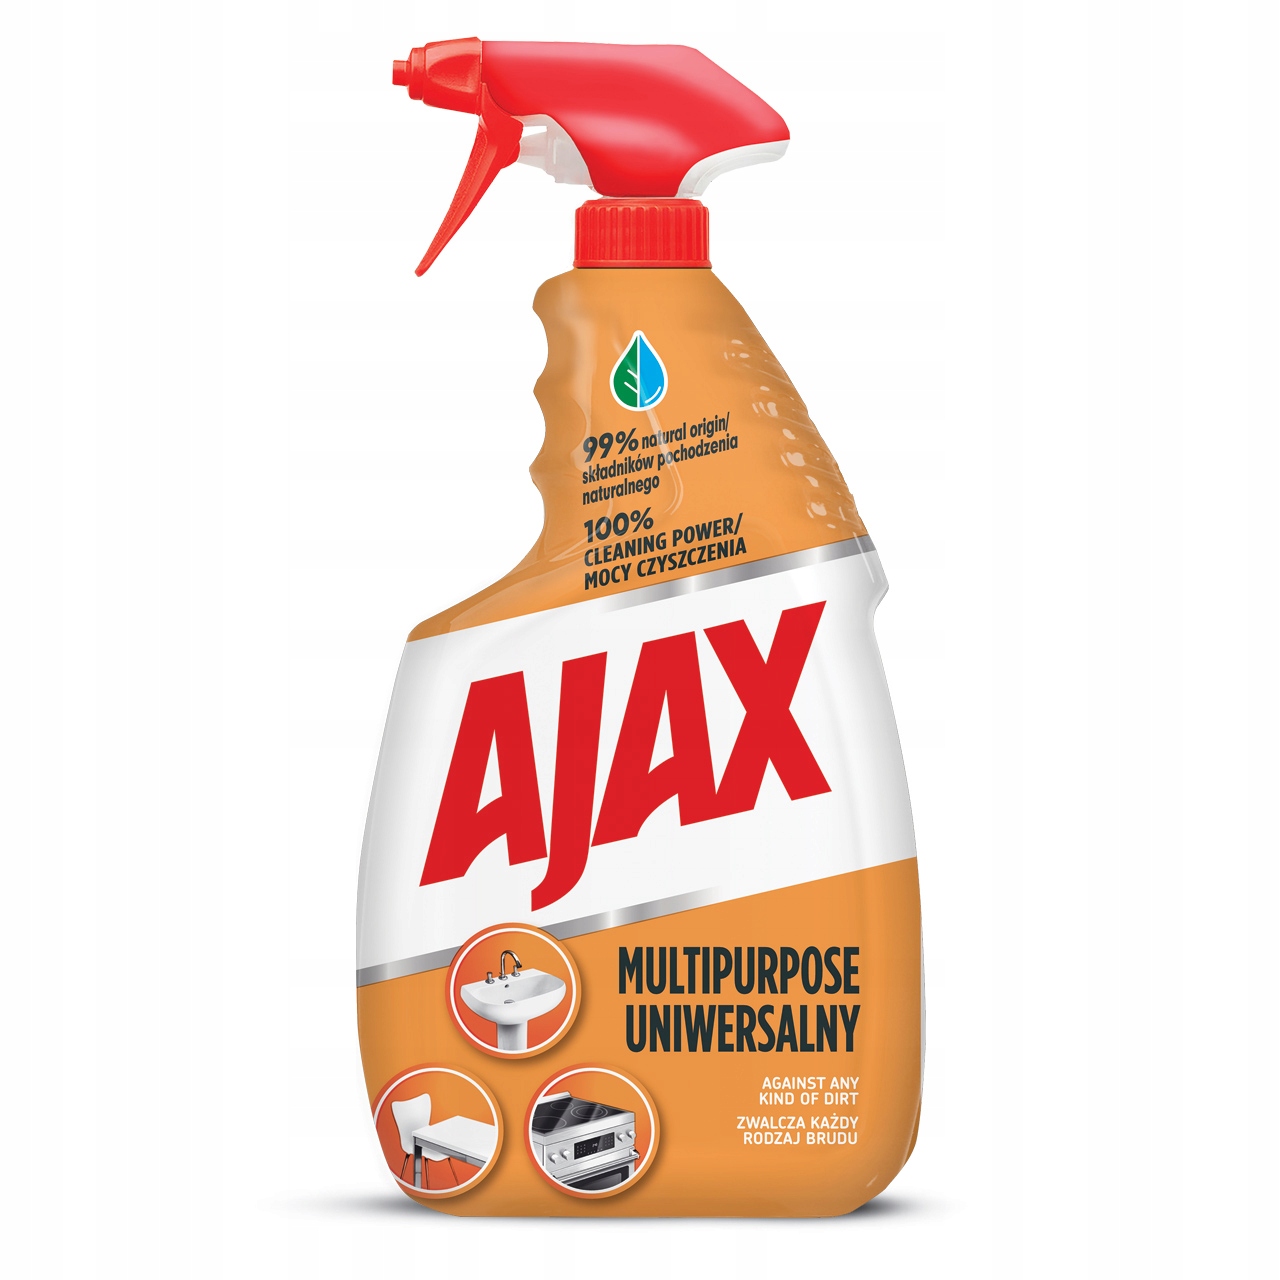 99% natural origin/
składników pochodzenia
naturalnego
100%
CLEANING POWER/
MOCY CZYSZCZENIA
AJAX
MULTIPURPOSE
UNIWERSALNY
AGAINST ANY
KIND OF DIRT
ZWALCZA KAŻDY
RODZAJ BRUDU